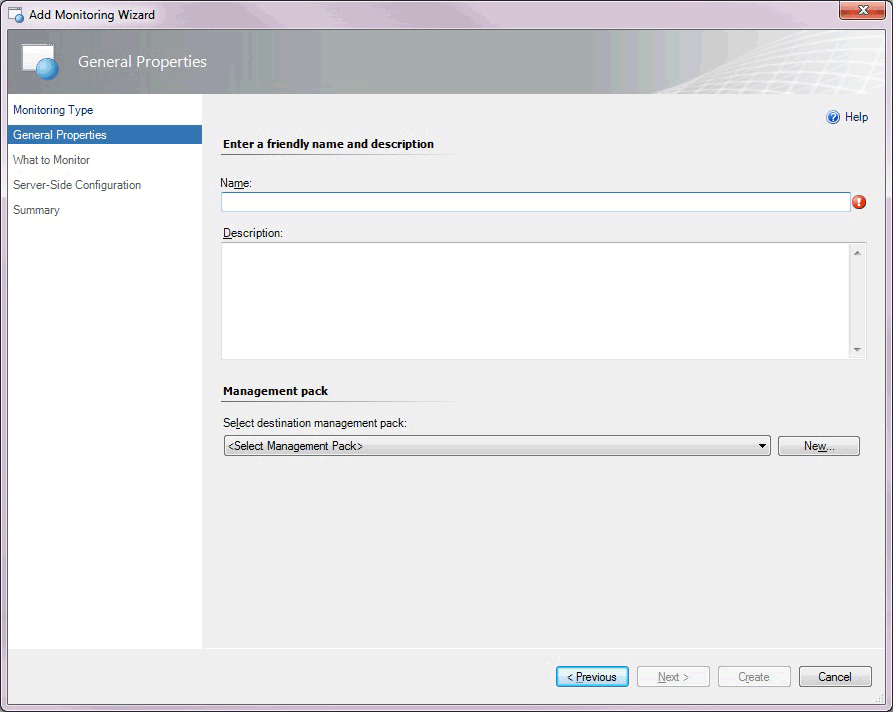 Add Monitoring Wizard
General Properties
Monitoring Type
General Properties
What to Monitor
Server-Side Configuration
Summary
Help
Enter a friendly name and description
Name:
Description:
Management pack
Select destination management pack:
<Select Management Pack>
New...
< Previous
Next >
Create
Cancel